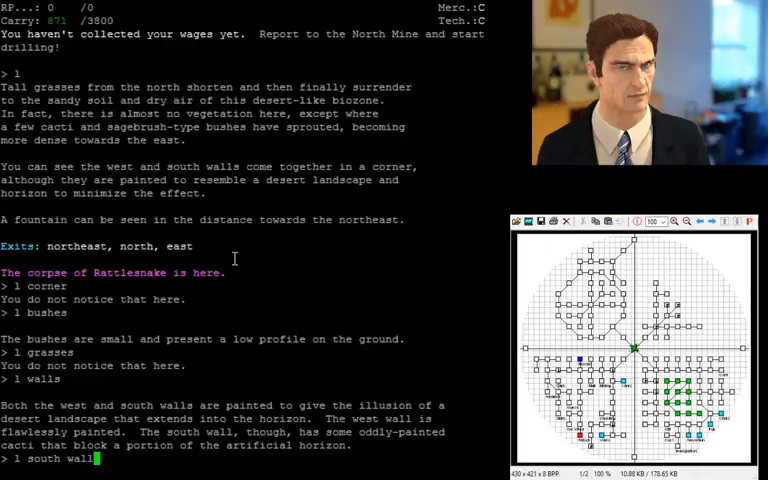 RP...: 0 /0 Merc.:C
Carry: 871 /3800 Tech.:C
You haven't collected your wages yet. Report to the North Mine and start
drilling!
> l
Tall grasses from the north shorten and then finally surrender
to the sandy soil and dry air of this desert-like biozone.
In fact, there is almost no vegetation here, except where
a few cacti and sagebrush-type bushes have sprouted, becoming
more dense towards the east.
You can see the west and south walls come together in a corner,
although they are painted to resemble a desert landscape and
horizon to minimize the effect.
A fountain can be seen in the distance towards the northeast.
Exits: northeast, north, east
The corpse of Rattlesnake is here.
> l corner
You do not notice that here.
> l bushes
The bushes are small and present a low profile on the ground.
> l grasses
You do not notice that here.
> l walls
Both the west and south walls are painted to give the illusion of a
desert landscape that extends into the horizon. The west wall is
flawlessly painted. The south wall, though, has some oddly-painted
cacti that block a portion of the artificial horizon.
> l south wall
100
P
430 x 421 x 8 BPP 1/2 100 % 10.88 KB / 178.65 KB